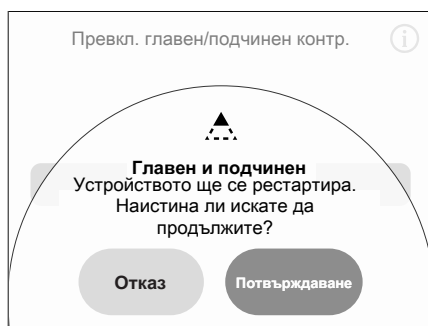 Превкл. главен/подчинен контр.
Главен и подчинен
Устройството ще се рестартира.
Наистина ли искате да
продължите?
Отказ
Потвърждаване